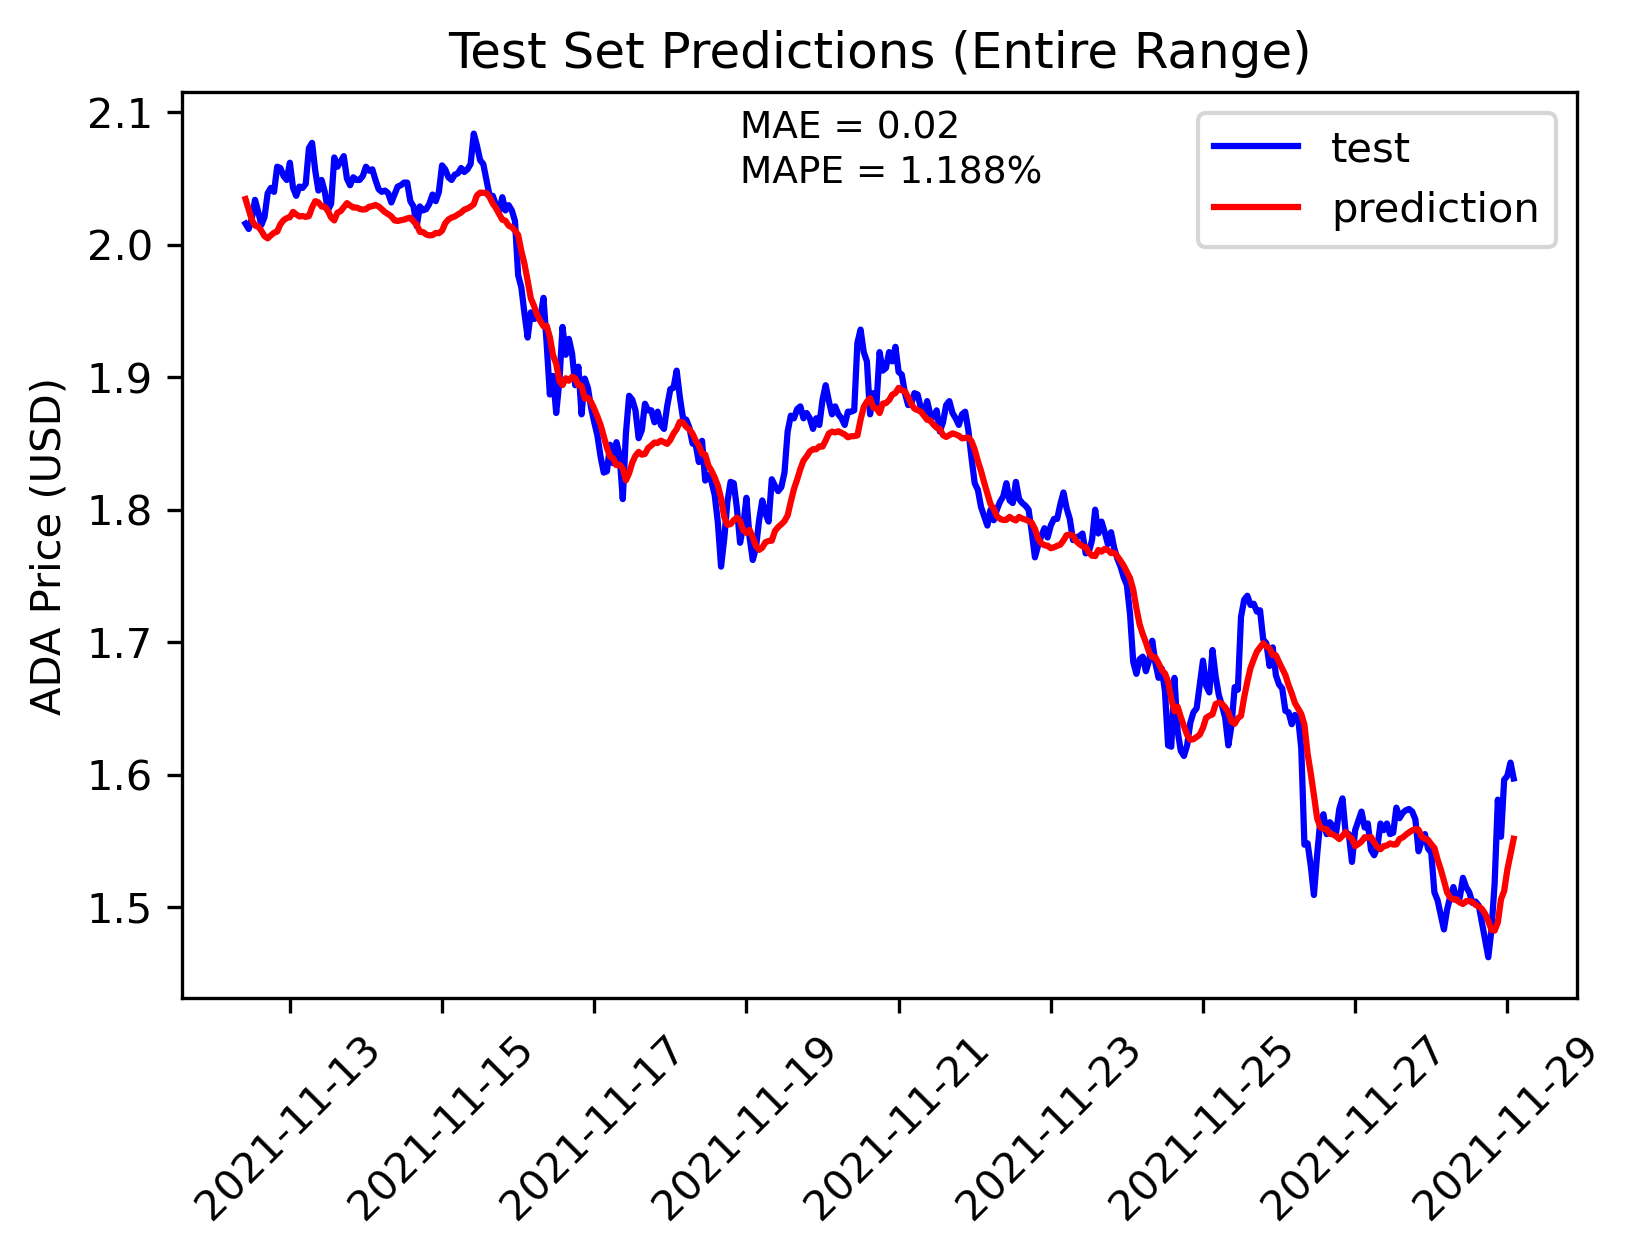 Test Set Predictions (Entire Range)
MAE = 0.02
MAPE = 1.188%
test
prediction
ADA Price (USD)
2.1
2.0
1.9
1.8
1.7
1.6
1.5
2021-11-13
2021-11-15
2021-11-17
2021-11-19
2021-11-21
2021-11-23
2021-11-25
2021-11-27
2021-11-29